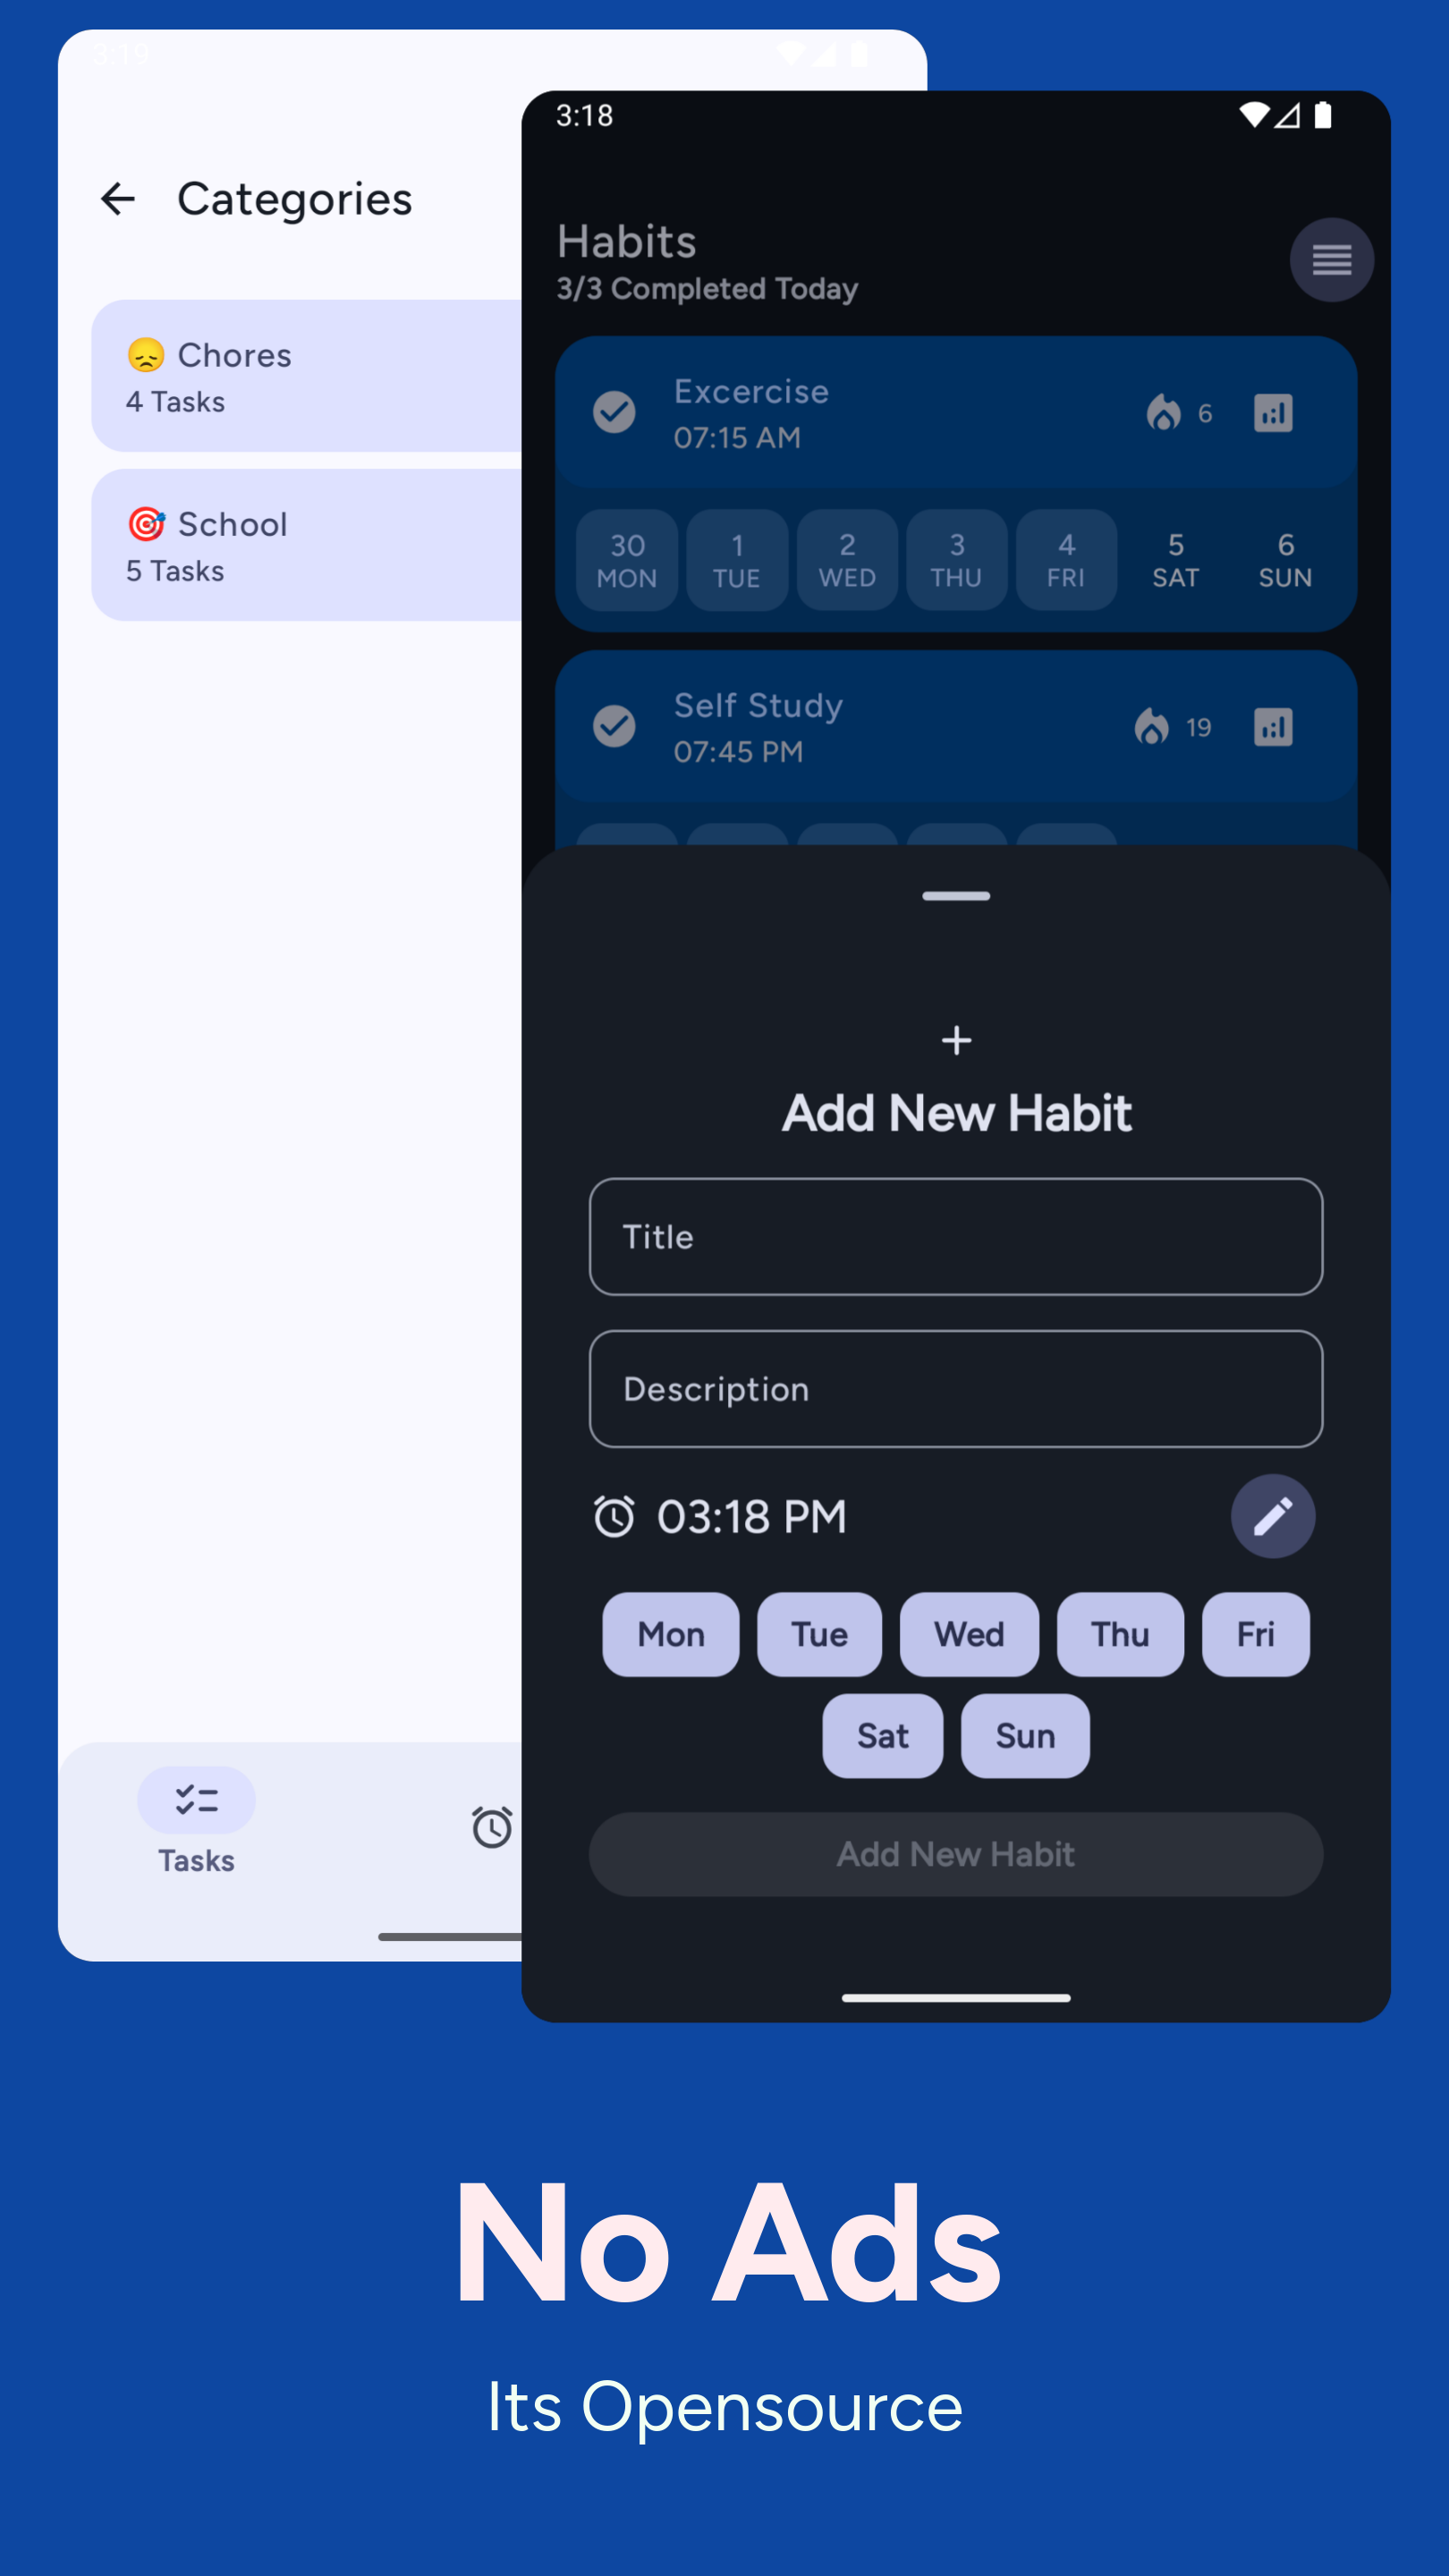 3:19
Categories
😞 Chores
4 Tasks
🎯 School
5 Tasks
Tasks
3:18
Habits
3/3 Completed Today
Excercise
07:15 AM
6
30 1 2 3 4 5 6
MON TUE WED THU FRI SAT SUN
Self Study
07:45 PM
19
Add New Habit
Title
Description
03:18 PM
Mon Tue Wed Thu Fri
Sat Sun
Add New Habit
No Ads
Its Opensource